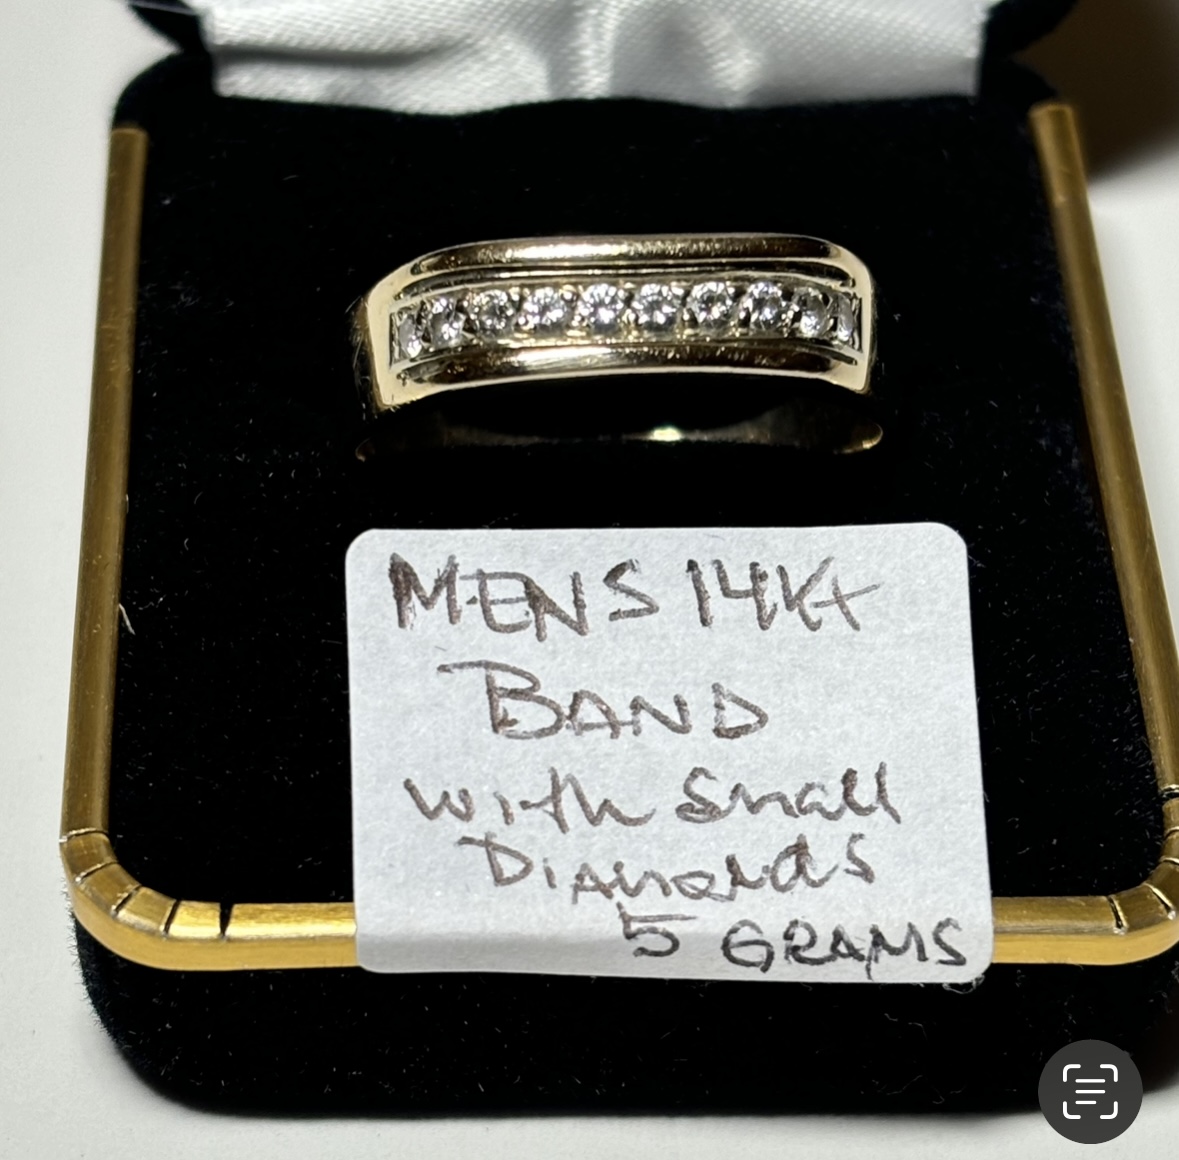 MENS 14Kt
BAND
with Small
Diamonds
5 GRAMS